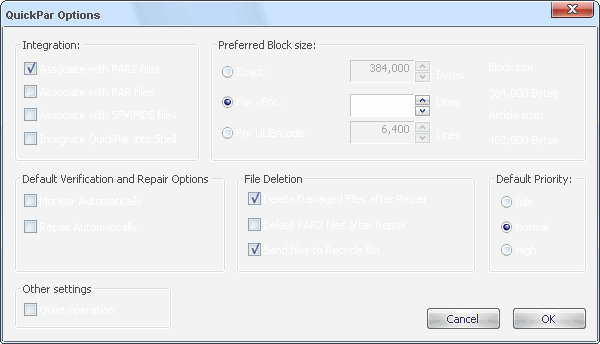 QuickPar Options
Integration:
Associate with PAR2 files
Associate with PAR files
Associate with SFV/MD5 files
Integrate QuickPar into Shell
Preferred Block size:
Exact: 384,000 Bytes
For yEnc: Lines
For UUEncode: 6,400 Lines
Block size:
384,000 Bytes
Article size:
402,000 Bytes
Default Verification and Repair Options
Monitor Automatically
Repair Automatically
File Deletion
Delete Damaged Files after Repair
Delete PAR2 files after Repair
Send files to Recycle Bin
Default Priority:
Idle
Normal
High
Other settings
Quiet operation
Cancel
OK